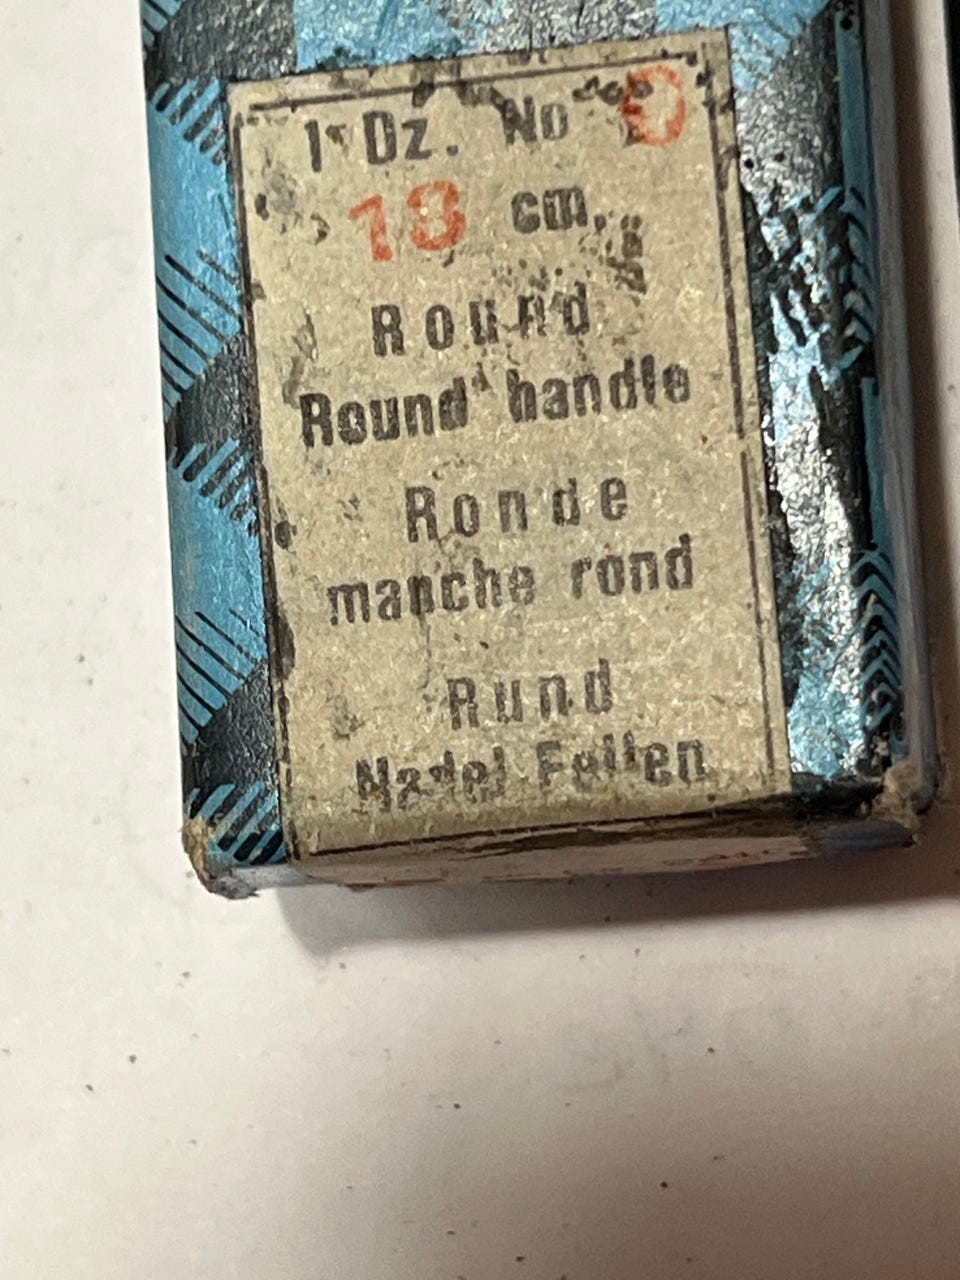 1 Dz. No 0
18 cm.
Round
Round handle
Ronde
manche rond
Rund
Nadel Feilen